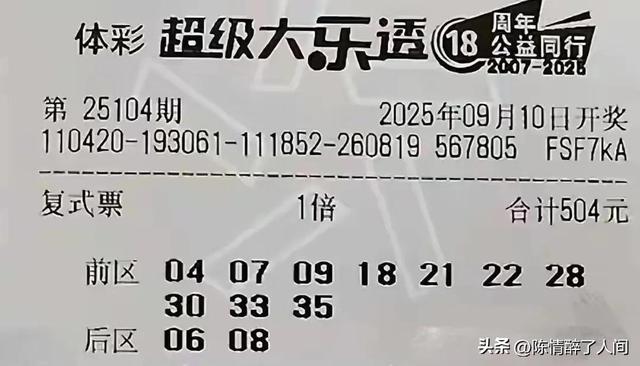 体彩 超级大乐透 18周年公益同行 2007-2025
第 25104期 2025年09月10日开奖
110420-193061-111852-260819 567805 FSF7kA
复式票 1倍 合计504元
前区 04 07 09 18 21 22 28
30 33 35
后区 06 08
头条 @陈情醉了人间